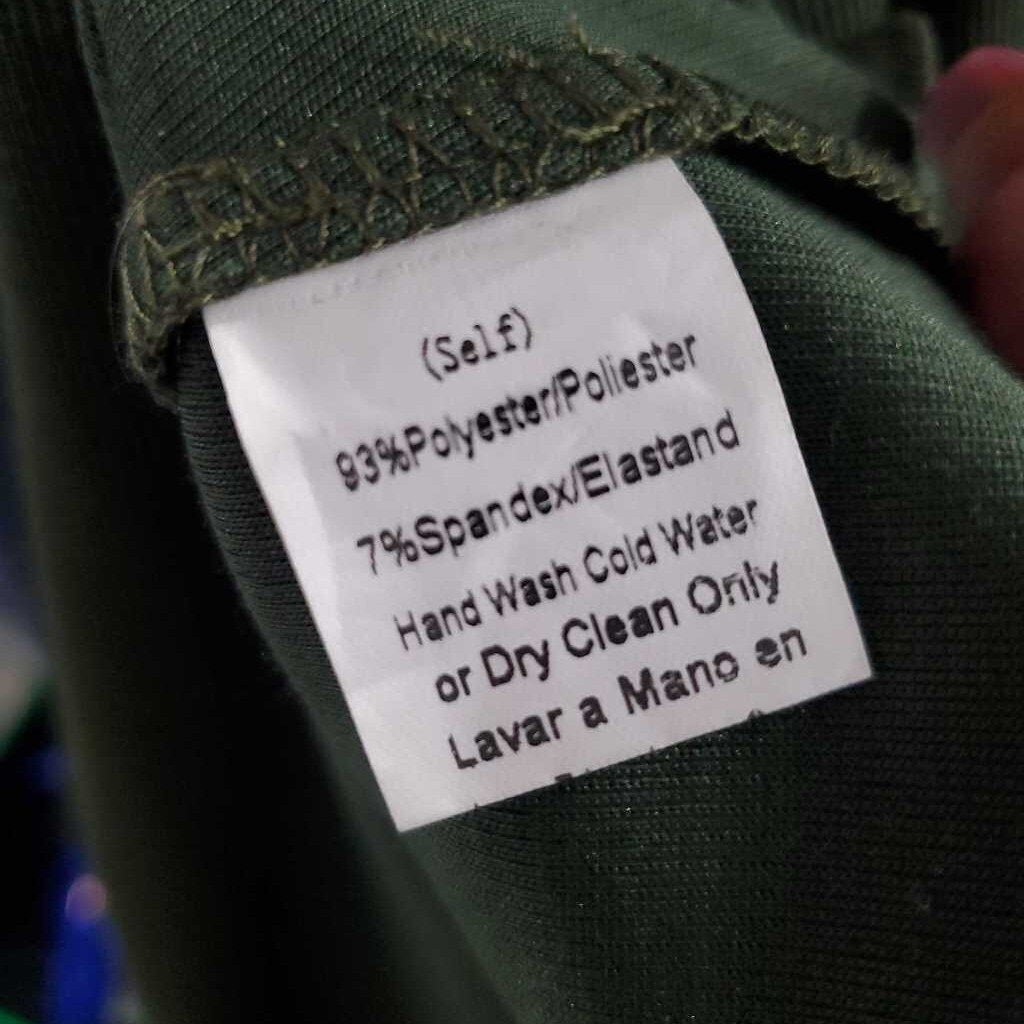 (Self)
93%Polyester/Poliester
7%Spandex/Elastand
Hand Wash Cold Water
or Dry Clean Only
Lavar a Mano en